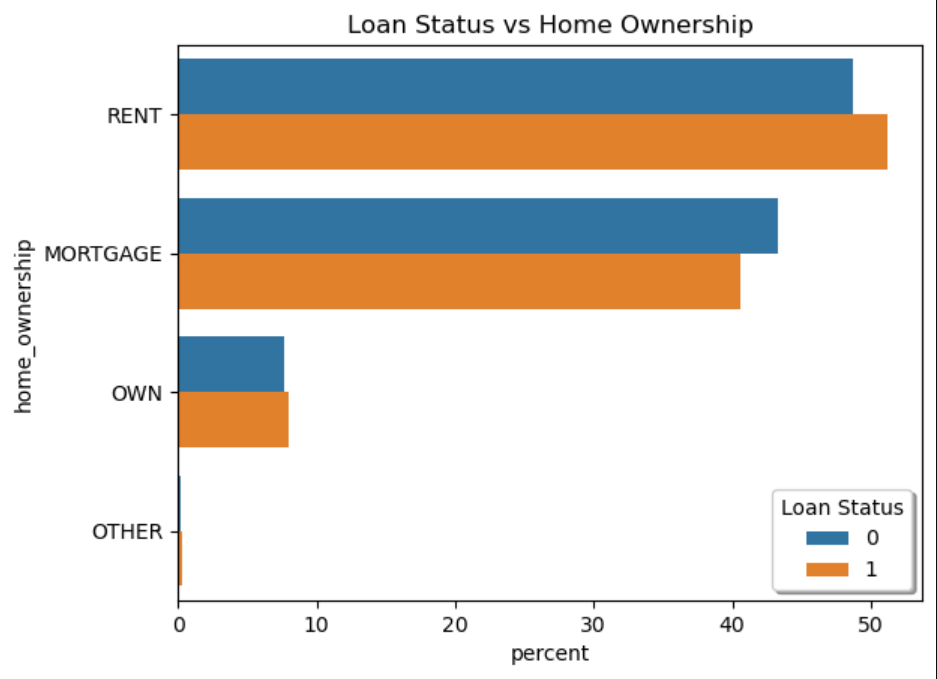 Loan Status vs Home Ownership
home_ownership
RENT
MORTGAGE
OWN
OTHER
Loan Status
0
1
0 10 20 30 40 50
percent